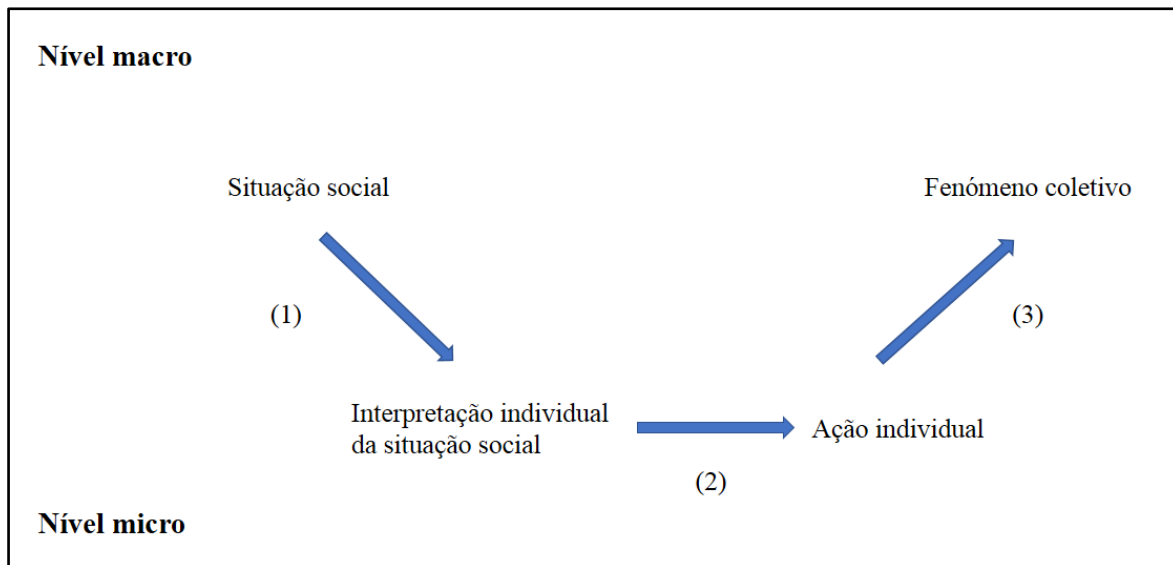 Nível macro
Situação social
Fenómeno coletivo
(1)
(3)
Interpretação individual
da situação social
Ação individual
(2)
Nível micro